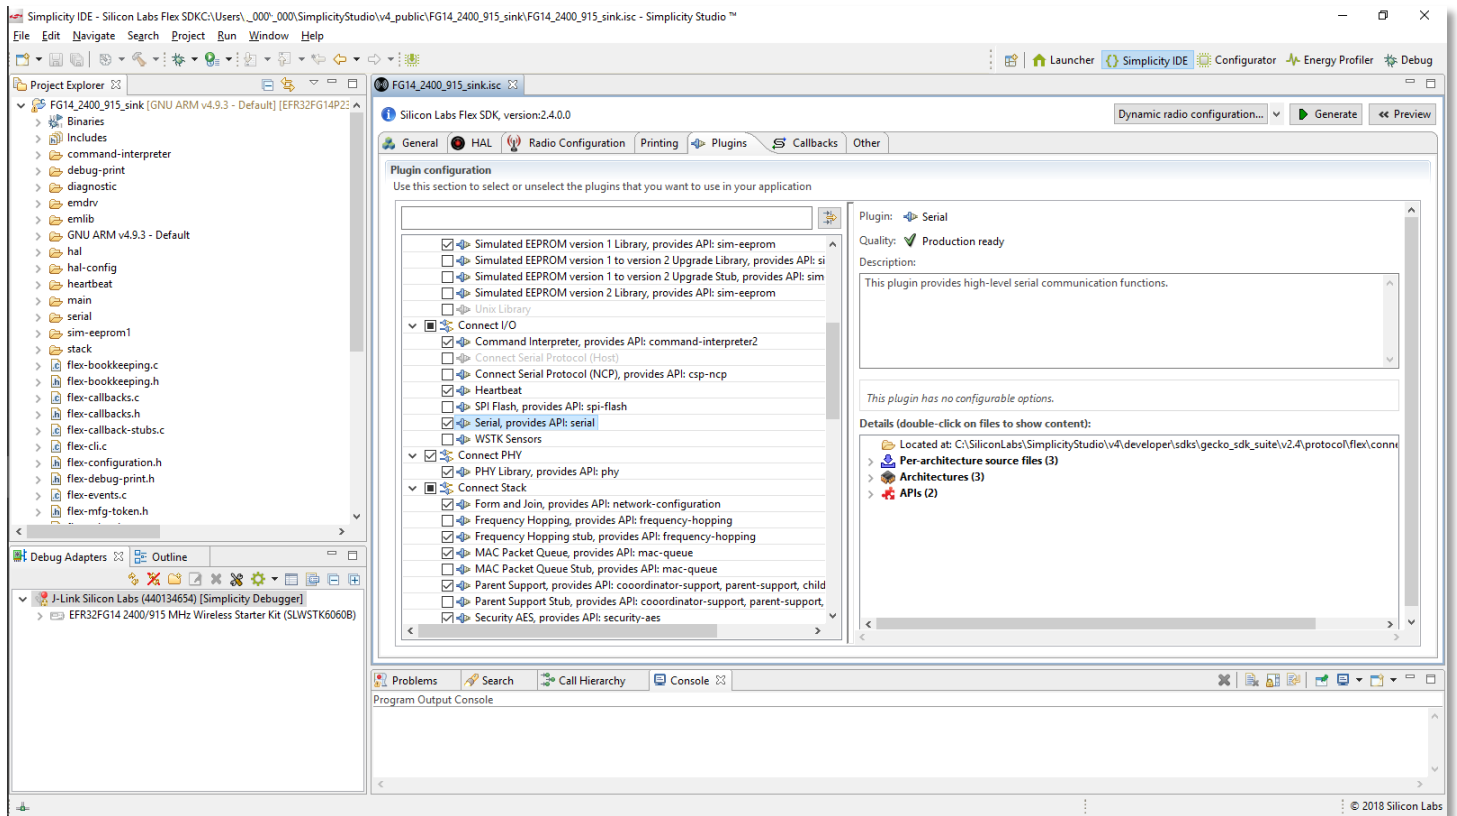 Simplicity IDE - Silicon Labs Flex SDKC:\Users\._000'-_000\SimplicityStudio\v4_public\FG14_2400_915_sink\FG14_2400_915_sink.isc - Simplicity Studio ™
File Edit Navigate Search Project Run Window Help
Launcher Simplicity IDE Configurator Energy Profiler Debug
Project Explorer
FG14_2400_915_sink [GNU ARM v4.9.3 - Default] [EFR32FG14P23
Binaries
Includes
command-interpreter
debug-print
diagnostic
emdrv
emlib
GNU ARM v4.9.3 - Default
hal
hal-config
heartbeat
main
serial
sim-eeprom1
stack
flex-bookkeeping.c
flex-bookkeeping.h
flex-callbacks.c
flex-callbacks.h
flex-callback-stubs.c
flex-cli.c
flex-configuration.h
flex-debug-print.h
flex-events.c
flex-mfg-token.h
Debug Adapters Outline
J-Link Silicon Labs (440134654) [Simplicity Debugger]
EFR32FG14 2400/915 MHz Wireless Starter Kit (SLWSTK6060B)
FG14_2400_915_sink.isc
Silicon Labs Flex SDK, version:2.4.0.0
Dynamic radio configuration... Generate Preview
General HAL Radio Configuration Printing Plugins Callbacks Other
Plugin configuration
Use this section to select or unselect the plugins that you want to use in your application
Simulated EEPROM version 1 Library, provides API: sim-eeprom
Simulated EEPROM version 1 to version 2 Upgrade Library, provides API: si
Simulated EEPROM version 1 to version 2 Upgrade Stub, provides API: sim
Simulated EEPROM version 2 Library, provides API: sim-eeprom
Unix Library
Connect I/O
Command Interpreter, provides API: command-interpreter2
Connect Serial Protocol (Host)
Connect Serial Protocol (NCP), provides API: csp-ncp
Heartbeat
SPI Flash, provides API: spi-flash
Serial, provides API: serial
WSTK Sensors
Connect PHY
PHY Library, provides API: phy
Connect Stack
Form and Join, provides API: network-configuration
Frequency Hopping, provides API: frequency-hopping
Frequency Hopping stub, provides API: frequency-hopping
MAC Packet Queue, provides API: mac-queue
MAC Packet Queue Stub, provides API: mac-queue
Parent Support, provides API: cooordinator-support, parent-support, child
Parent Support Stub, provides API: cooordinator-support, parent-support,
Security AES, provides API: security-aes
Plugin: Serial
Quality: Production ready
Description:
This plugin provides high-level serial communication functions.
This plugin has no configurable options.
Details (double-click on files to show content):
Located at: C:\SiliconLabs\SimplicityStudio\v4\developer\sdks\gecko_sdk_suite\v2.4\protocol\flex\conne
Per-architecture source files (3)
Architectures (3)
APIs (2)
Problems Search Call Hierarchy Console
Program Output Console
© 2018 Silicon Labs